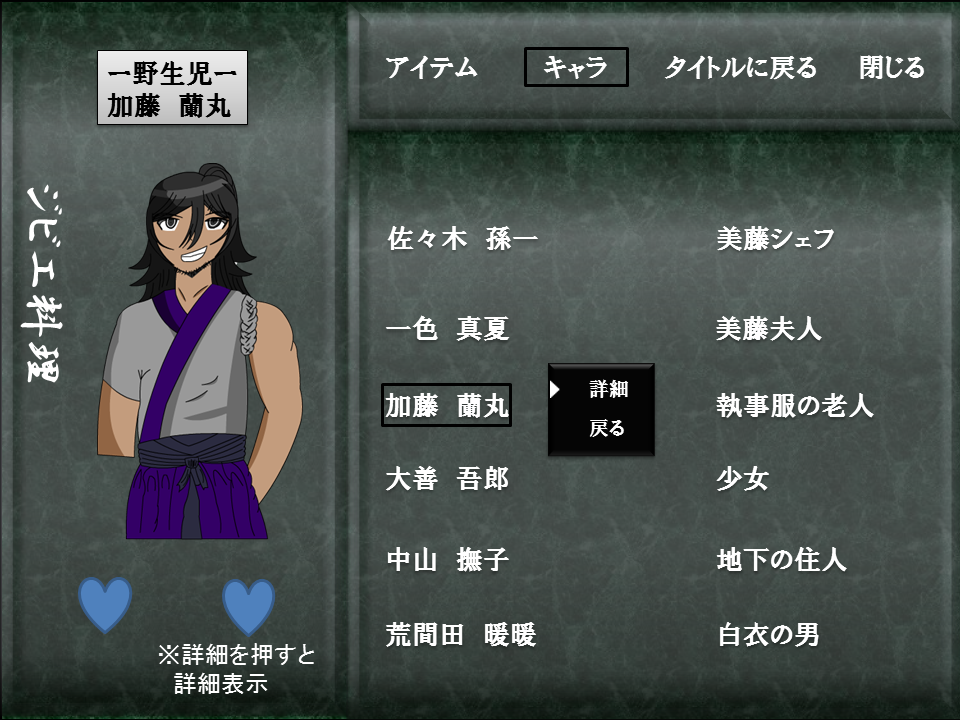 ー野生児ー
加藤 蘭丸
ジビエ料理
※詳細を押すと
詳細表示
アイテム キャラ タイトルに戻る 閉じる
佐々木 孫一 美藤シェフ
一色 真夏 美藤夫人
加藤 蘭丸 執事服の老人
詳細
戻る
大善 吾郎 少女
中山 撫子 地下の住人
荒間田 暖暖 白衣の男